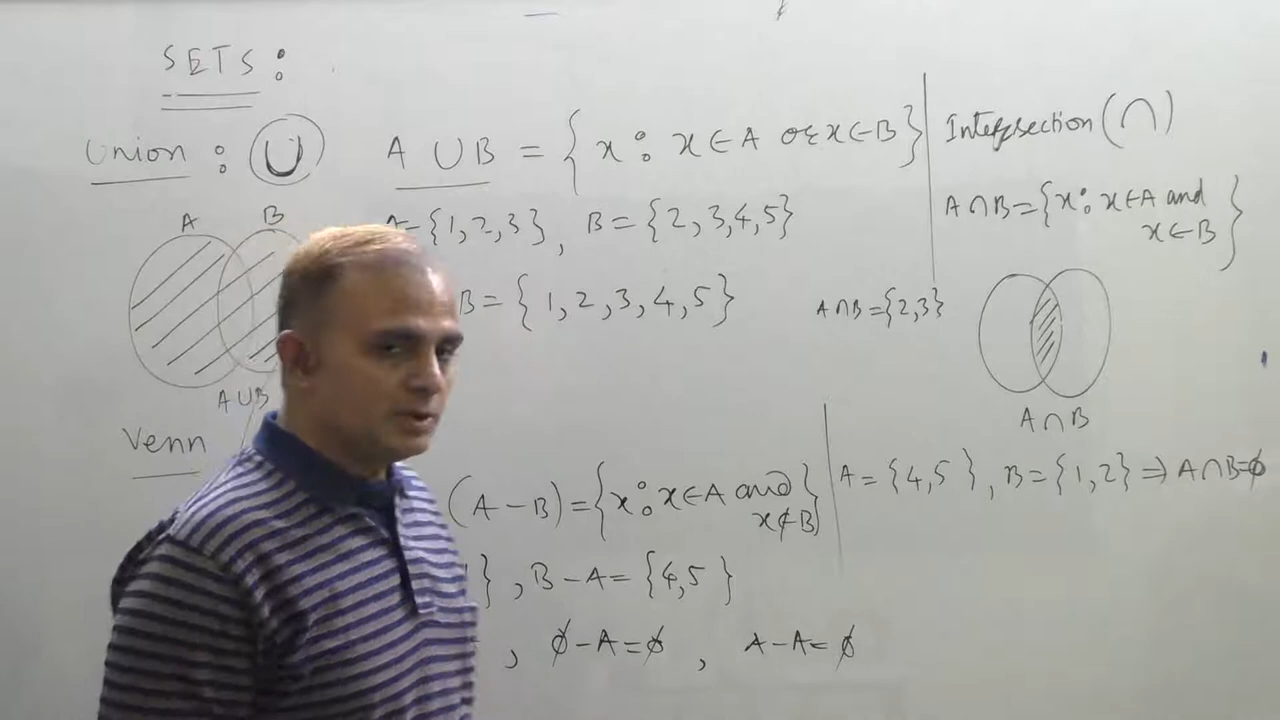 SETS:
Union : ∪
A ∪ B = {x : x ∈ A or x ∈ B}
A = {1,2,3}, B = {2,3,4,5}
B = {1,2,3,4,5}
A B
A∪B
Venn
Intersection (∩)
A∩B = {x : x ∈ A and
x ∈ B}
A∩B = {2,3}
A∩B
(A − B) = {x : x ∈ A and
x ∉ B}
}, B − A = {4,5}
, ϕ − A = ϕ , A − A = ϕ
A = {4,5}, B = {1,2} ⇒ A∩B = ϕ